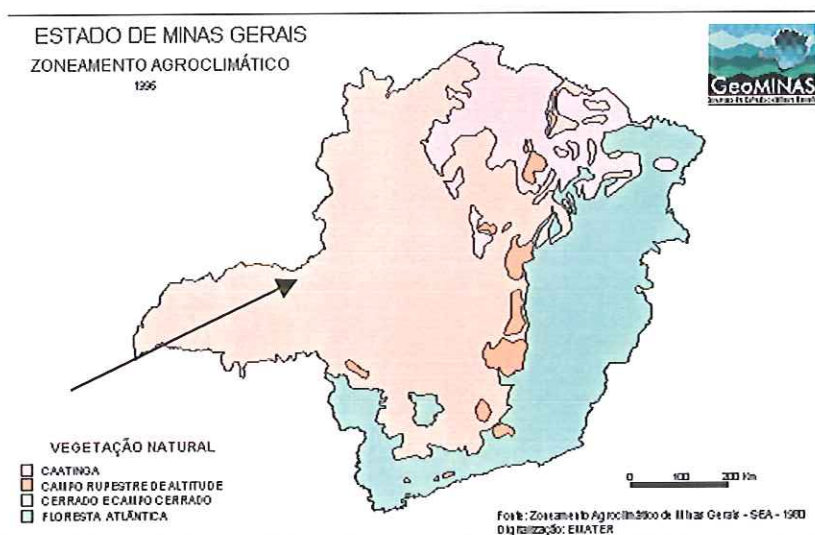 ESTADO DE MINAS GERAIS
ZONEAMENTO AGROCLIMÁTICO
1996
GeoMINAS
VEGETAÇÃO NATURAL
CAATINGA
CAMPO RUPESTRE DE ALTITUDE
CERRADO E CAMPO CERRADO
FLORESTA ATLÂNTICA
0 100 200 Km
Fonte: Zoneamento Agroclimático de Minas Gerais - SEA - 1980
Digitalização: EMATER